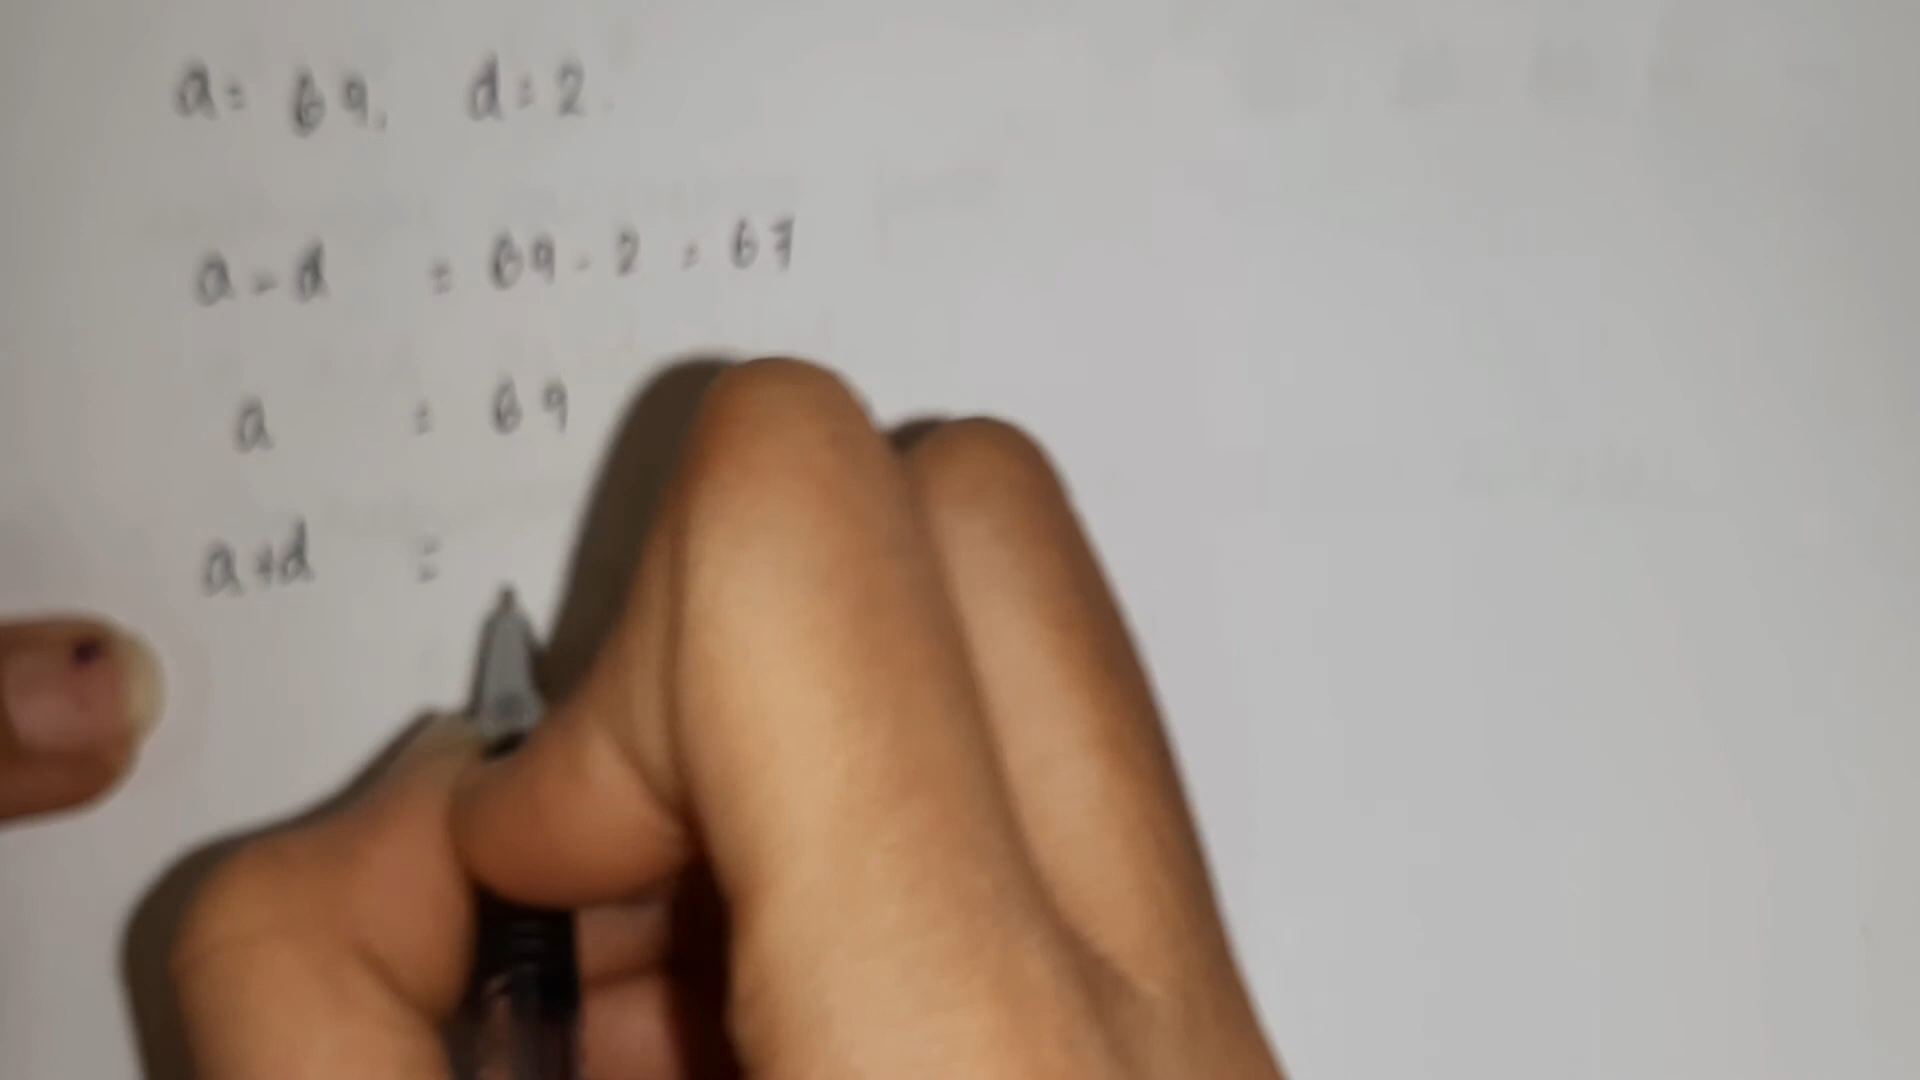 a = 69, d = 2.
a - d = 69 - 2 = 67
a = 69
a + d =